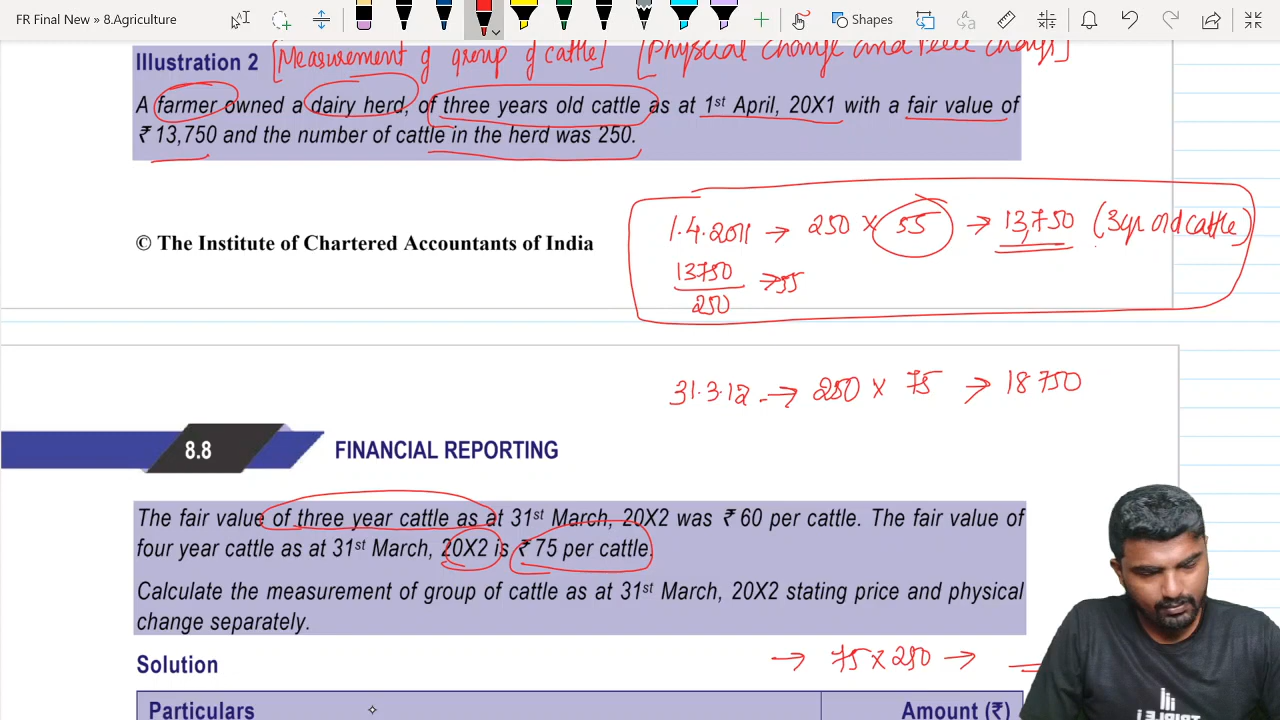 FR Final New » 8.Agriculture
Shapes
Illustration 2 [Measurement of group of cattle] [Physical change and Price change]
A farmer owned a dairy herd, of three years old cattle as at 1st April, 20X1 with a fair value of
₹ 13,750 and the number of cattle in the herd was 250.
1.4.2011 → 250 × 55 → 13,750 (3yr old cattle)
13750
250
→55
© The Institute of Chartered Accountants of India
31.3.12 → 250 × 75 → 18750
8.8 FINANCIAL REPORTING
The fair value of three year cattle as at 31st March, 20X2 was ₹ 60 per cattle. The fair value of
four year cattle as at 31st March, 20X2 is ₹ 75 per cattle.
Calculate the measurement of group of cattle as at 31st March, 20X2 stating price and physical
change separately.
Solution
→ 75 × 250 →
Particulars Amount (₹)